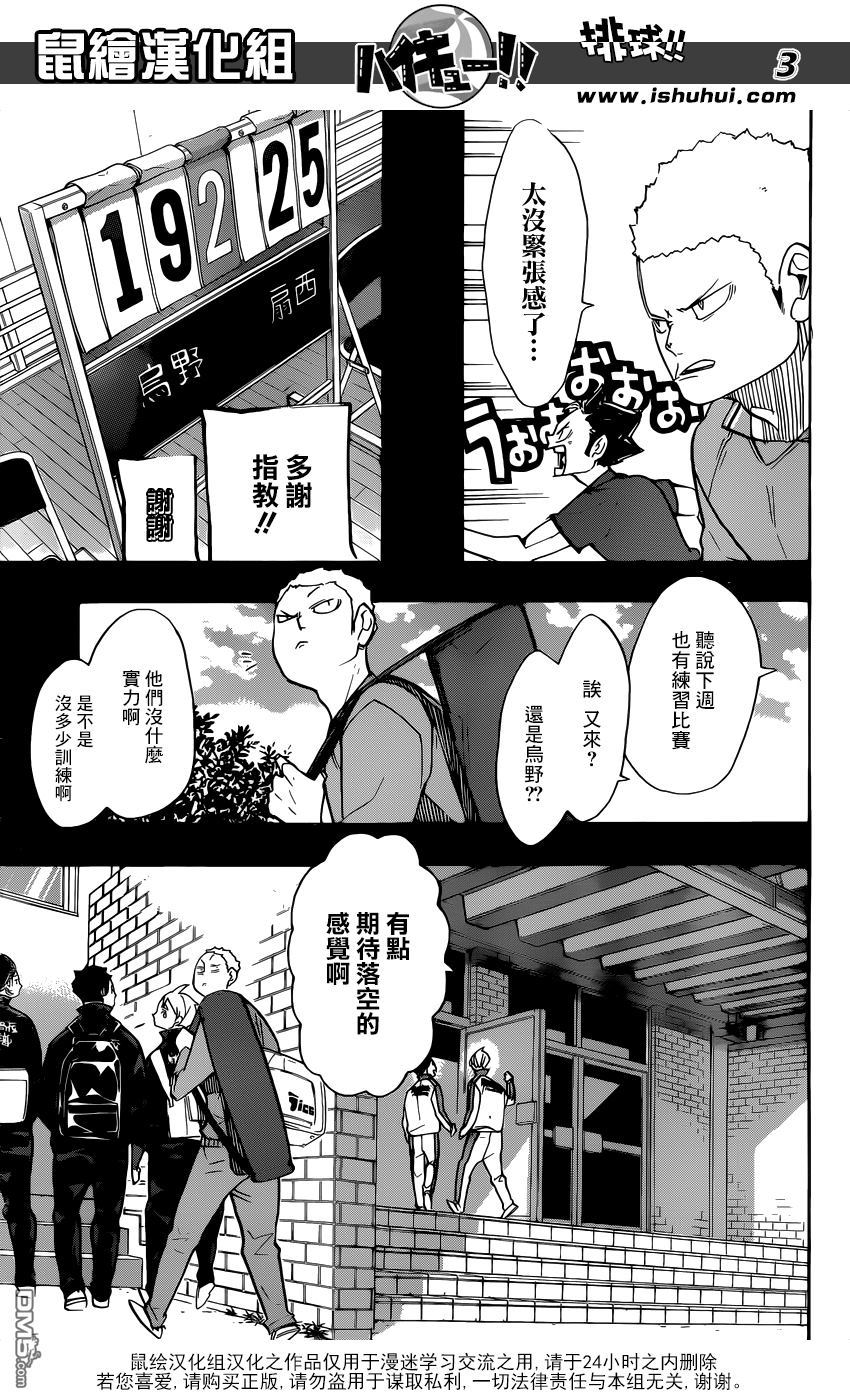 鼠繪漢化組
ハイキュー!!
排球!!
3
www.ishuhui.com
太沒緊張感了…
うおおおおおお
19 2 25
烏野
扇西
多謝
指教!!
謝謝
聽說下週
也有練習比賽
誒 又來?
還是烏野??
他們沒什麼
實力啊
是不是
沒多少訓練啊
有點
期待落空的
感覺啊
鼠绘汉化组汉化之作品仅用于漫迷学习交流之用, 请于24小时之内删除
若您喜爱, 请购买正版, 请勿盗用于谋取私利, 一切法律责任与本组无关, 谢谢。